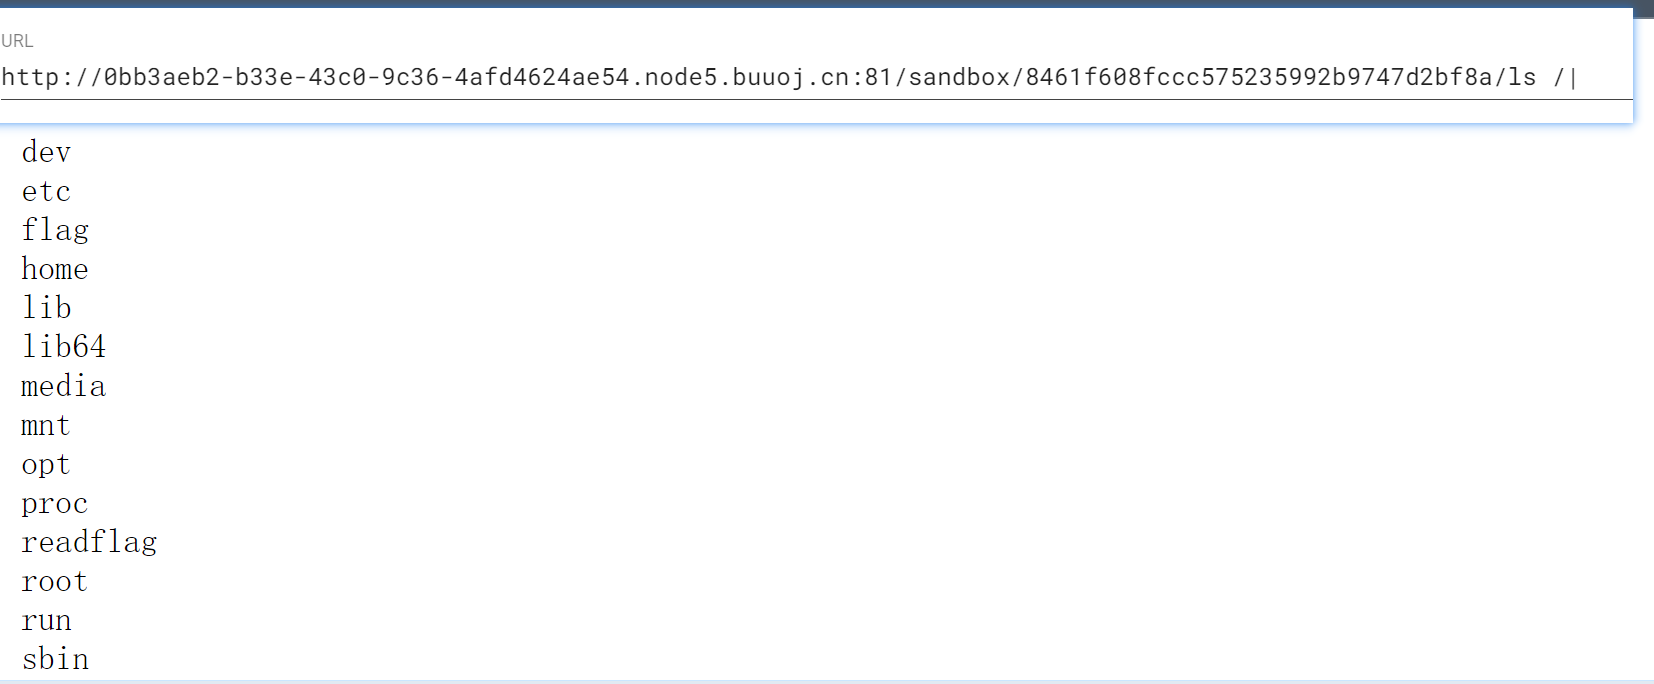 URL
http://0bb3aeb2-b33e-43c0-9c36-4afd4624ae54.node5.buuoj.cn:81/sandbox/8461f608fccc575235992b9747d2bf8a/ls /|
dev
etc
flag
home
lib
lib64
media
mnt
opt
proc
readflag
root
run
sbin